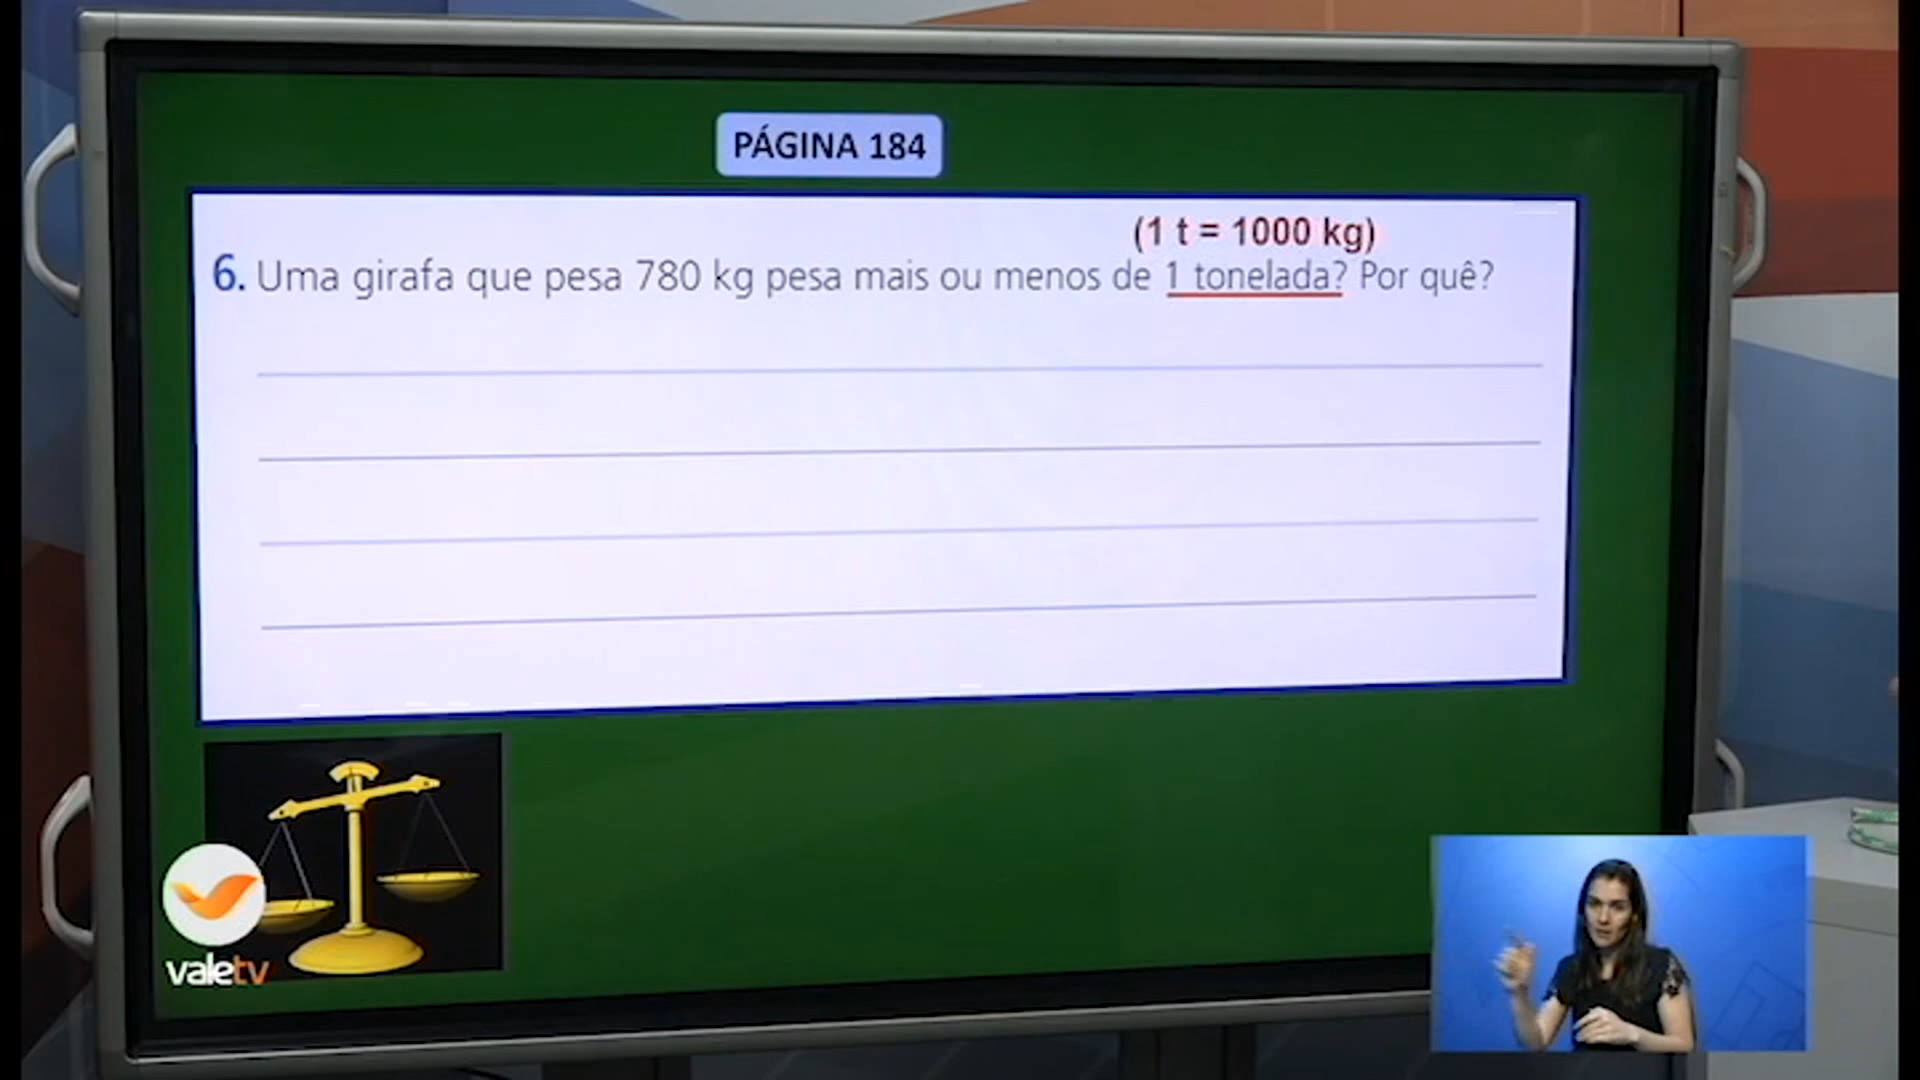 PÁGINA 184
(1 t = 1000 kg)
6. Uma girafa que pesa 780 kg pesa mais ou menos de 1 tonelada? Por quê?
valetv